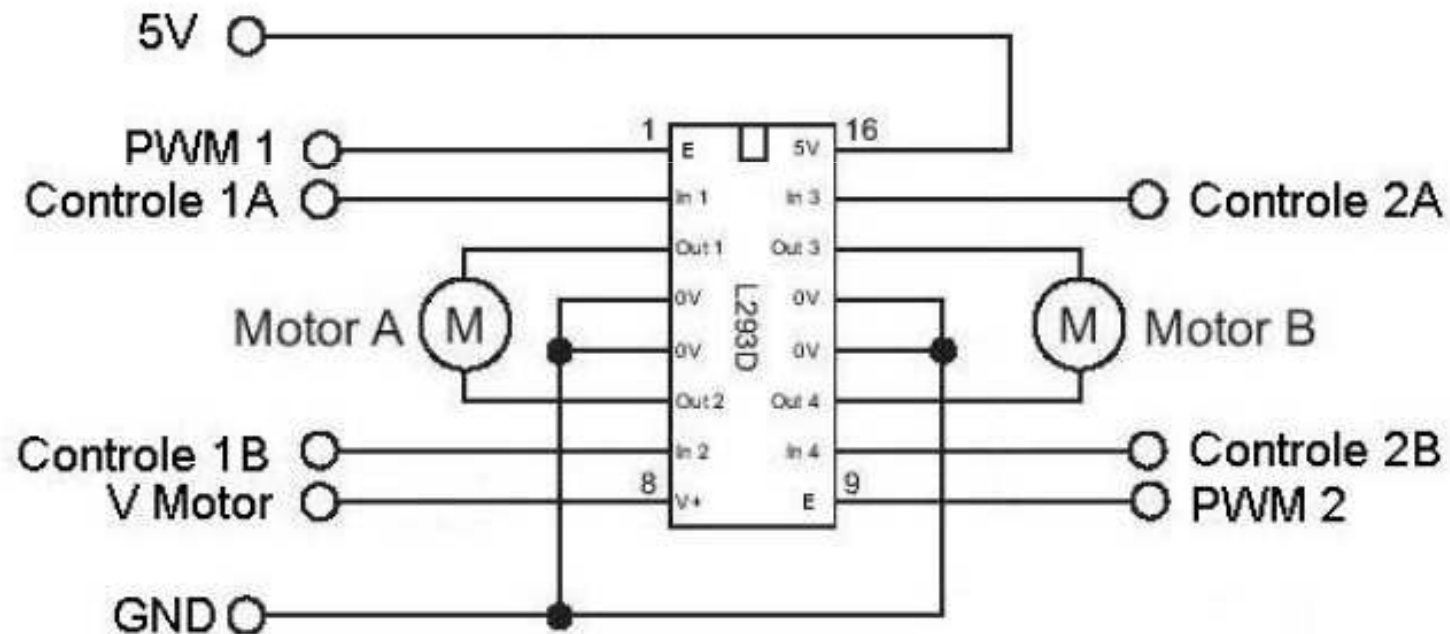 5V
PWM 1
1
E
16
5V
Controle 1A
In 1
In 3
Controle 2A
Out 1
Out 3
0V
0V
Motor A
M
L293D
M
Motor B
0V
0V
Out 2
Out 4
Controle 1B
In 2
In 4
Controle 2B
V Motor
8
V+
9
E
PWM 2
GND